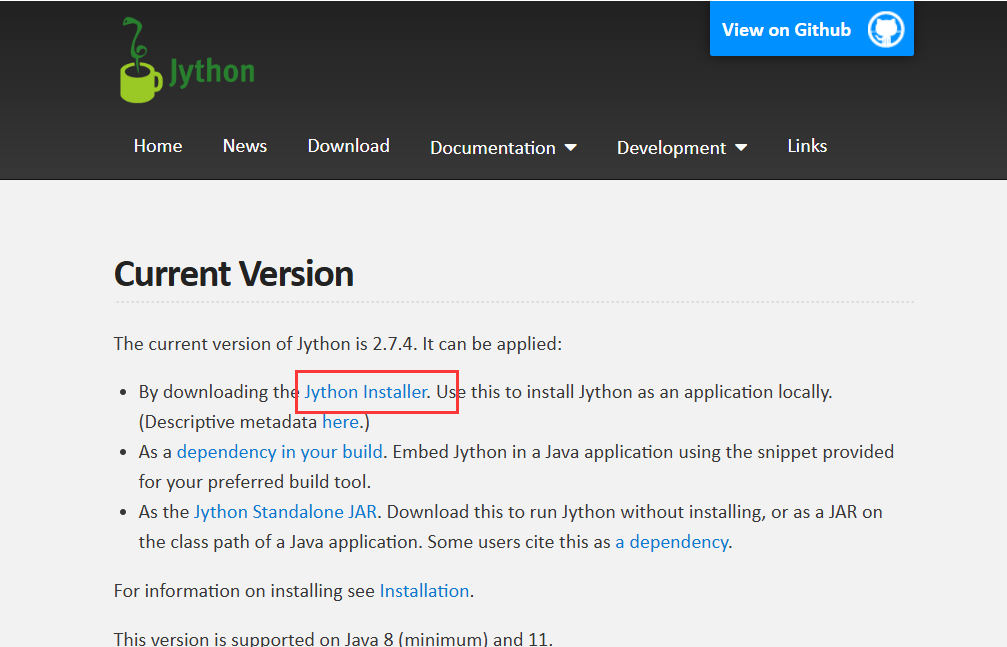 View on Github
Jython
Home News Download Documentation Development Links
Current Version
The current version of Jython is 2.7.4. It can be applied:
• By downloading the Jython Installer. Use this to install Jython as an application locally.
(Descriptive metadata here.)
• As a dependency in your build. Embed Jython in a Java application using the snippet provided
for your preferred build tool.
• As the Jython Standalone JAR. Download this to run Jython without installing, or as a JAR on
the class path of a Java application. Some users cite this as a dependency.
For information on installing see Installation.
This version is supported on Java 8 (minimum) and 11.